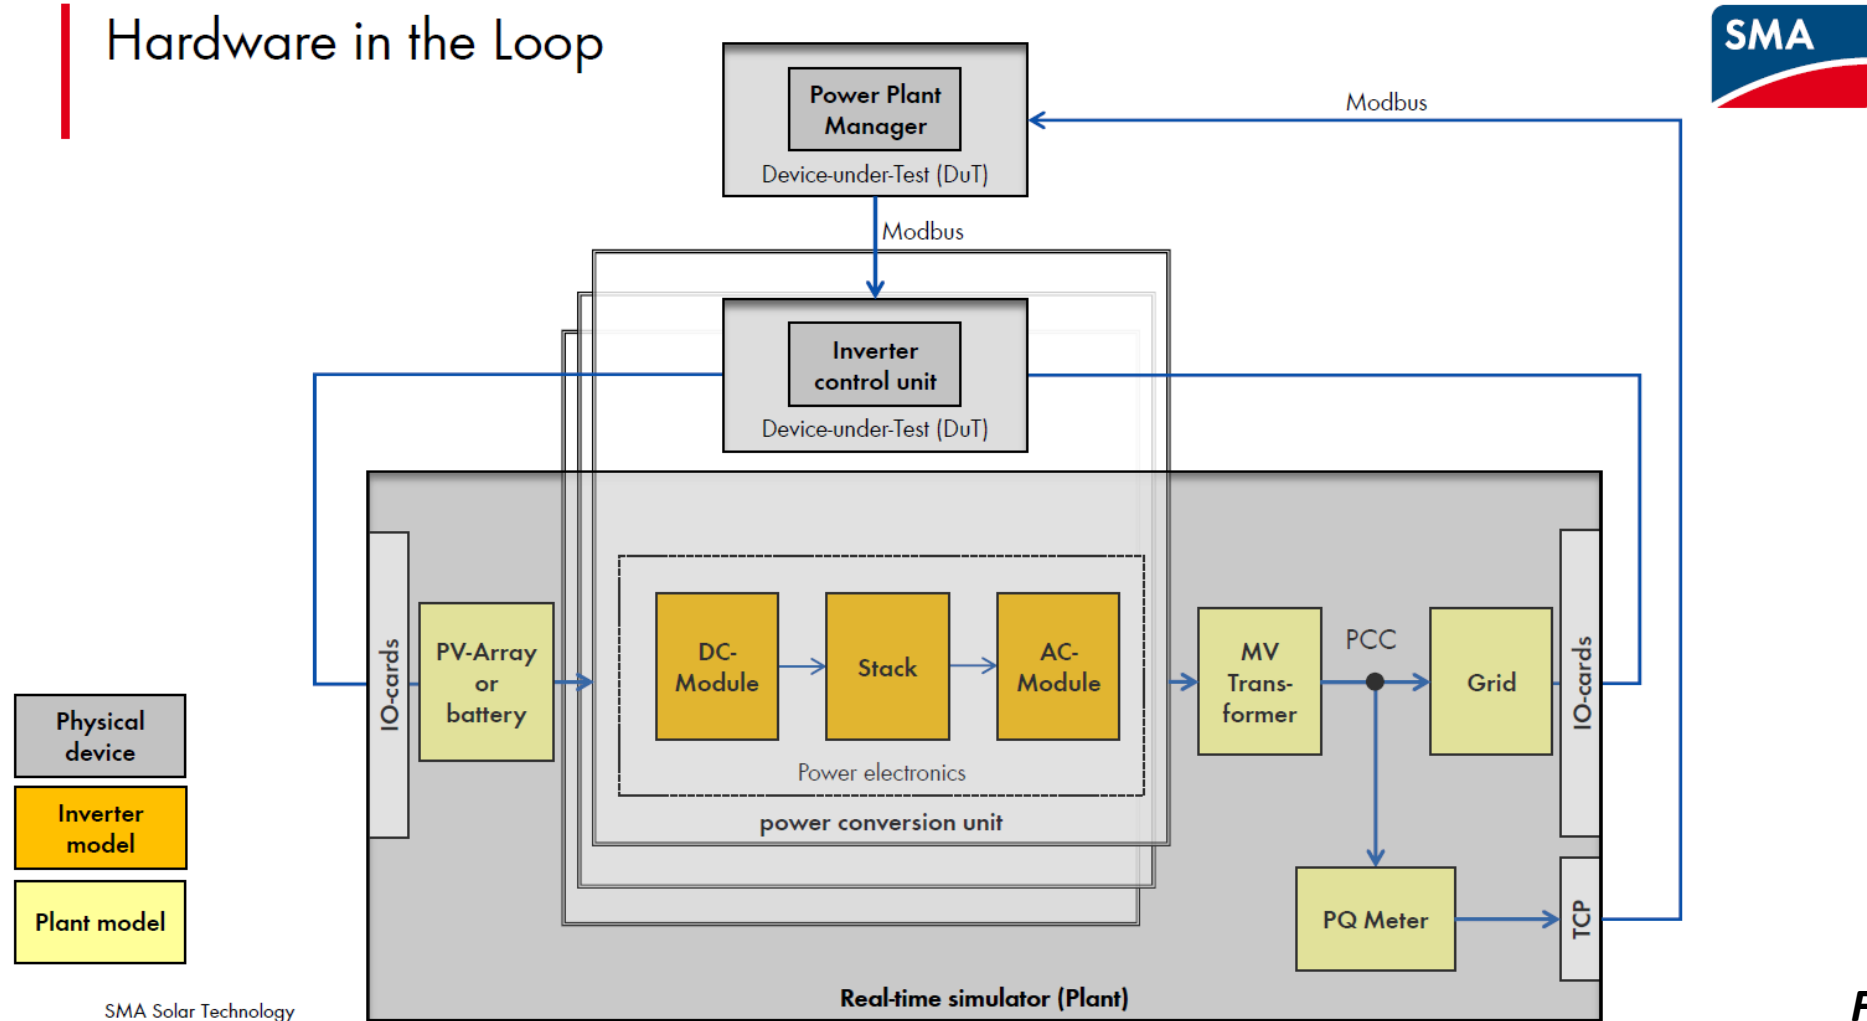 Hardware in the Loop
SMA
Power Plant
Manager
Device-under-Test (DuT)
Modbus
Modbus
Inverter
control unit
Device-under-Test (DuT)
IO-cards
PV-Array
or
battery
DC-
Module
Stack
AC-
Module
Power electronics
power conversion unit
MV
Trans-
former
PCC
Grid
IO-cards
PQ Meter
TCP
Real-time simulator (Plant)
Physical
device
Inverter
model
Plant model
SMA Solar Technology